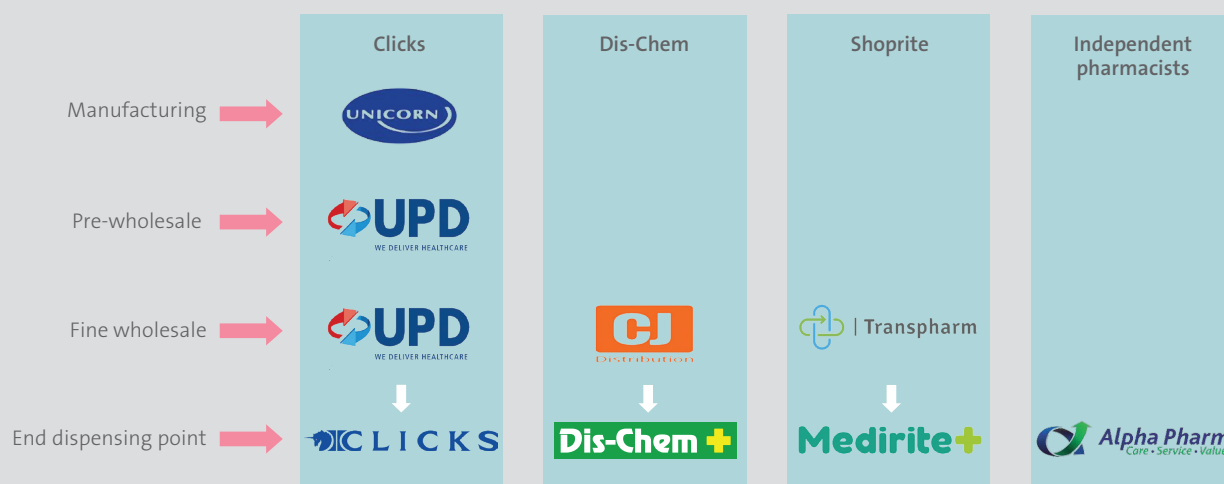 Clicks
Dis-Chem
Shoprite
Independent
pharmacists
Manufacturing
UNICORN
Pre-wholesale
UPD
WE DELIVER HEALTHCARE
Fine wholesale
UPD
WE DELIVER HEALTHCARE
CJ
Distribution
Transpharm
End dispensing point
CLICKS
Dis-Chem
Medirite+
Alpha Pharm
Care • Service • Value